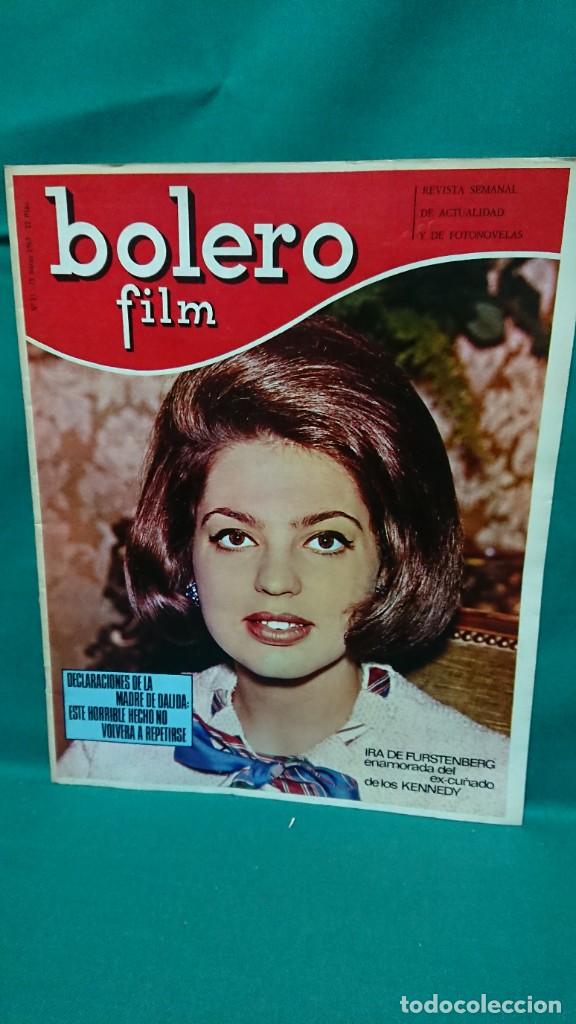 bolero
film
REVISTA SEMANAL
DE ACTUALIDAD
Y DE FOTONOVELAS
DECLARACIONES DE LA
MADRE DE DALIDA:
ESTE HORRIBLE HECHO NO
VOLVERA A REPETIRSE
IRA DE FURSTENBERG
enamorada del
ex-cuñado
de los KENNEDY
todocoleccion